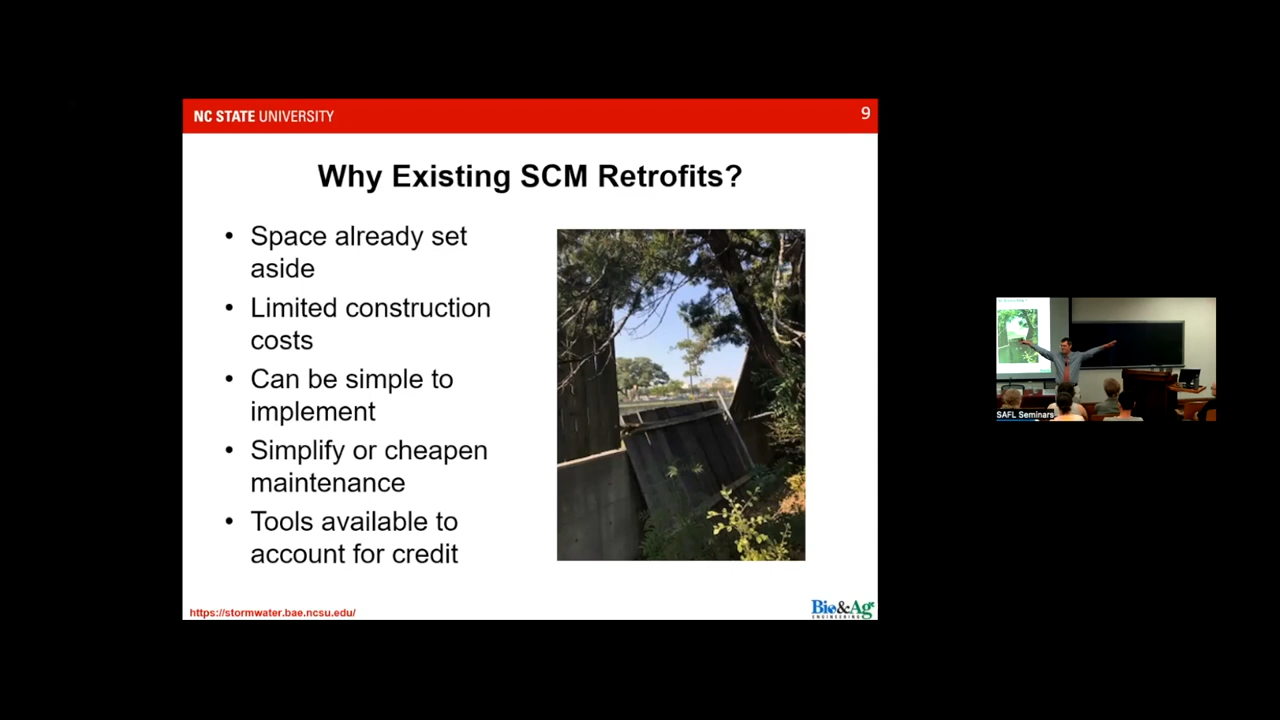 NC STATE UNIVERSITY
9
Why Existing SCM Retrofits?
• Space already set
aside
• Limited construction
costs
• Can be simple to
implement
• Simplify or cheapen
maintenance
• Tools available to
account for credit
https://stormwater.bae.ncsu.edu/
Bio&Ag
ENGINEERING
SAFL Seminars